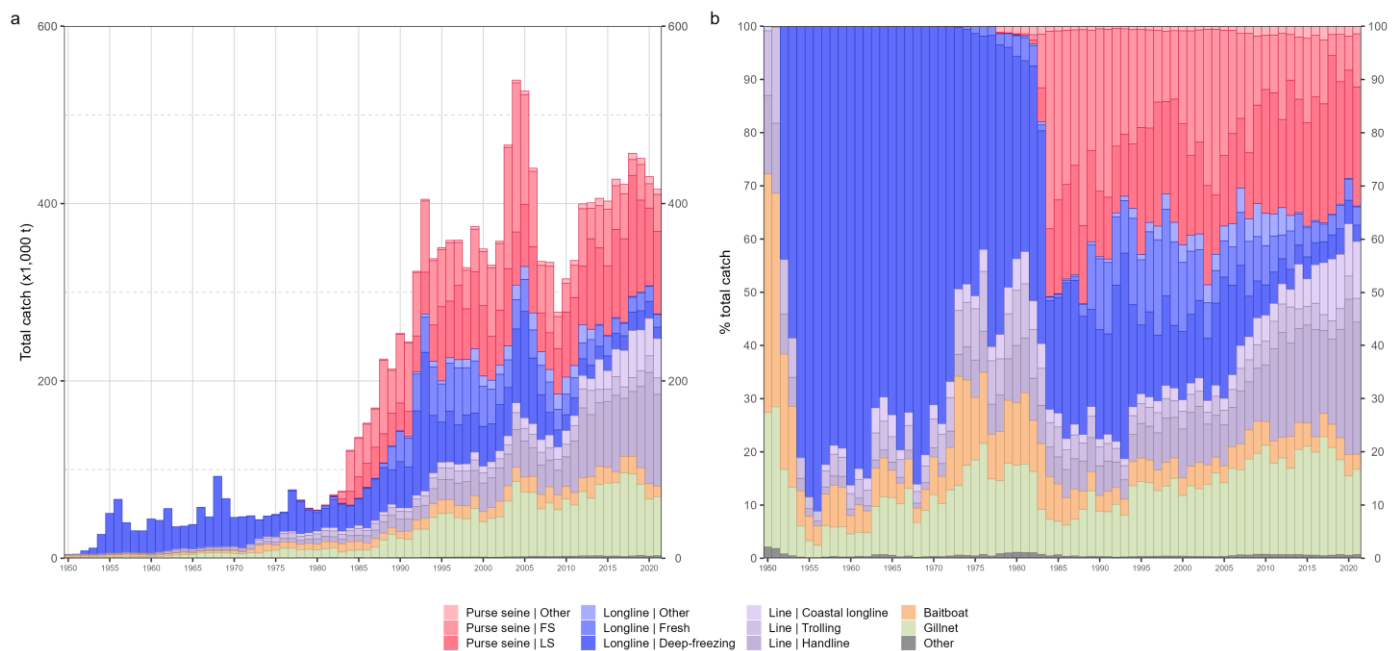 a
b
600
400
200
0
600
400
200
0
Total catch (x1,000 t)
1950 1955 1960 1965 1970 1975 1980 1985 1990 1995 2000 2005 2010 2015 2020
100
90
80
70
60
50
40
30
20
10
0
100
90
80
70
60
50
40
30
20
10
0
% total catch
1950 1955 1960 1965 1970 1975 1980 1985 1990 1995 2000 2005 2010 2015 2020
Purse seine | Other
Purse seine | FS
Purse seine | LS
Longline | Other
Longline | Fresh
Longline | Deep-freezing
Line | Coastal longline
Line | Trolling
Line | Handline
Baitboat
Gillnet
Other